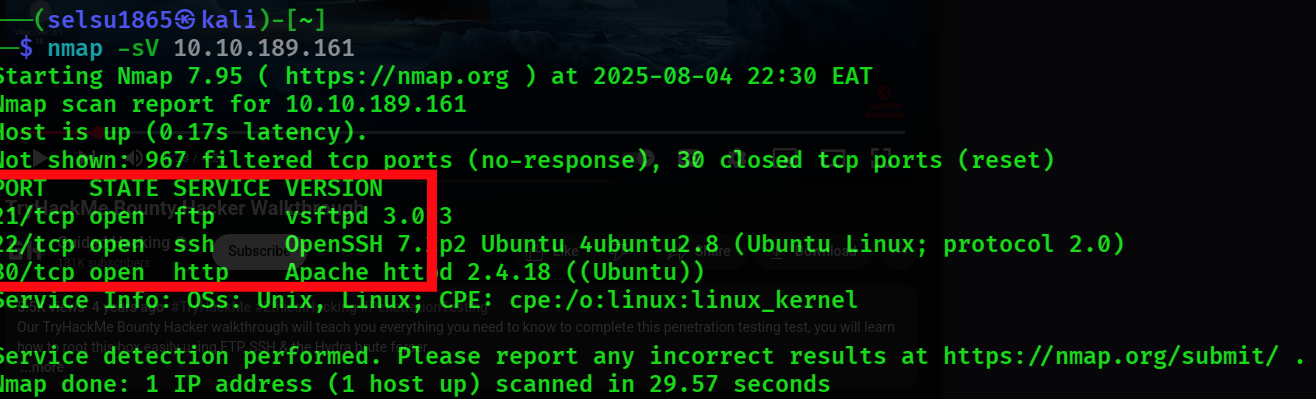 (selsu1865㉿kali)-[~]
$ nmap -sV 10.10.189.161
Starting Nmap 7.95 ( https://nmap.org ) at 2025-08-04 22:30 EAT
Nmap scan report for 10.10.189.161
Host is up (0.17s latency).
Not shown: 967 filtered tcp ports (no-response), 30 closed tcp ports (reset)
PORT STATE SERVICE VERSION
TryHackMe Bounty Hacker Walkthrough
21/tcp open ftp vsftpd 3.0.3
22/tcp open ssh OpenSSH 7.2p2 Ubuntu 4ubuntu2.8 (Ubuntu Linux; protocol 2.0)
Subscribe Like Share Download
subscribers
80/tcp open http Apache httpd 2.4.18 ((Ubuntu))
Service Info: OSs: Unix, Linux; CPE: cpe:/o:linux:linux_kernel
Our TryHackMe Bounty Hacker walkthrough will teach you everything you need to know to complete this penetration testing test, you will learn
how to root this box easily using FTP, SSH & the Hydra brute forcer
...more
Service detection performed. Please report any incorrect results at https://nmap.org/submit/ .
Nmap done: 1 IP address (1 host up) scanned in 29.57 seconds